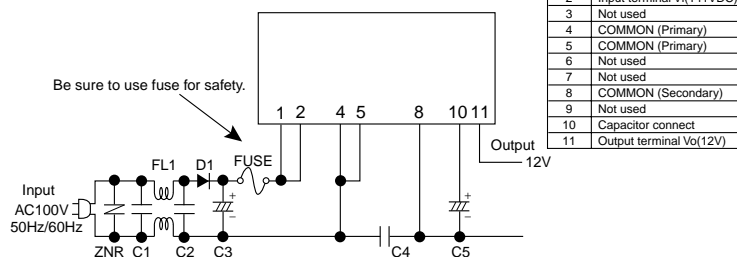 2 Input terminal Vi(141VDC)
3 Not used
4 COMMON (Primary)
5 COMMON (Primary)
6 Not used
7 Not used
8 COMMON (Secondary)
9 Not used
10 Capacitor connect
11 Output terminal Vo(12V)
Be sure to use fuse for safety.
1 2 4 5 8 10 11
Output
12V
FL1 D1 FUSE
Input
AC100V
50Hz/60Hz
+ +
− −
ZNR C1 C2 C3 C4 C5